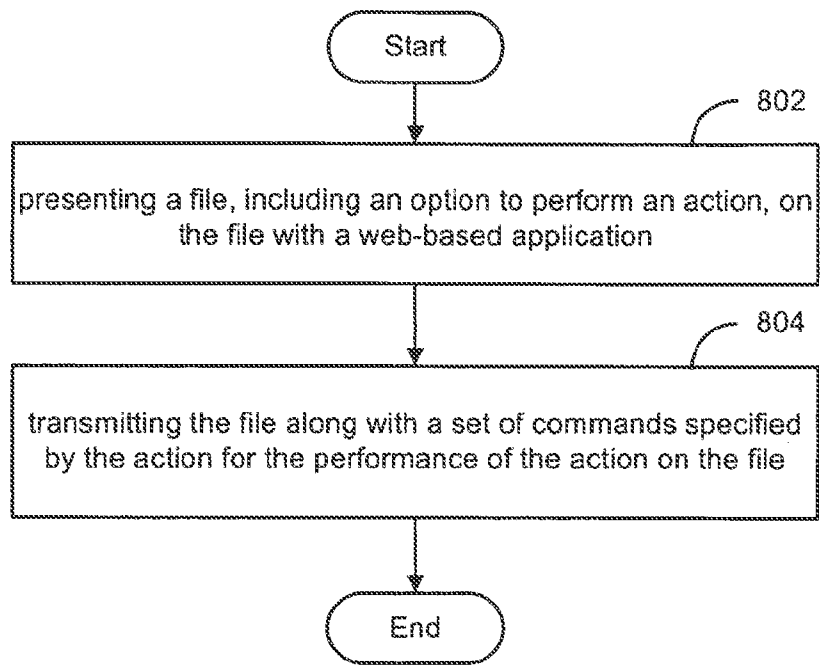 Start
802
presenting a file, including an option to perform an action, on
the file with a web-based application
804
transmitting the file along with a set of commands specified
by the action for the performance of the action on the file
End